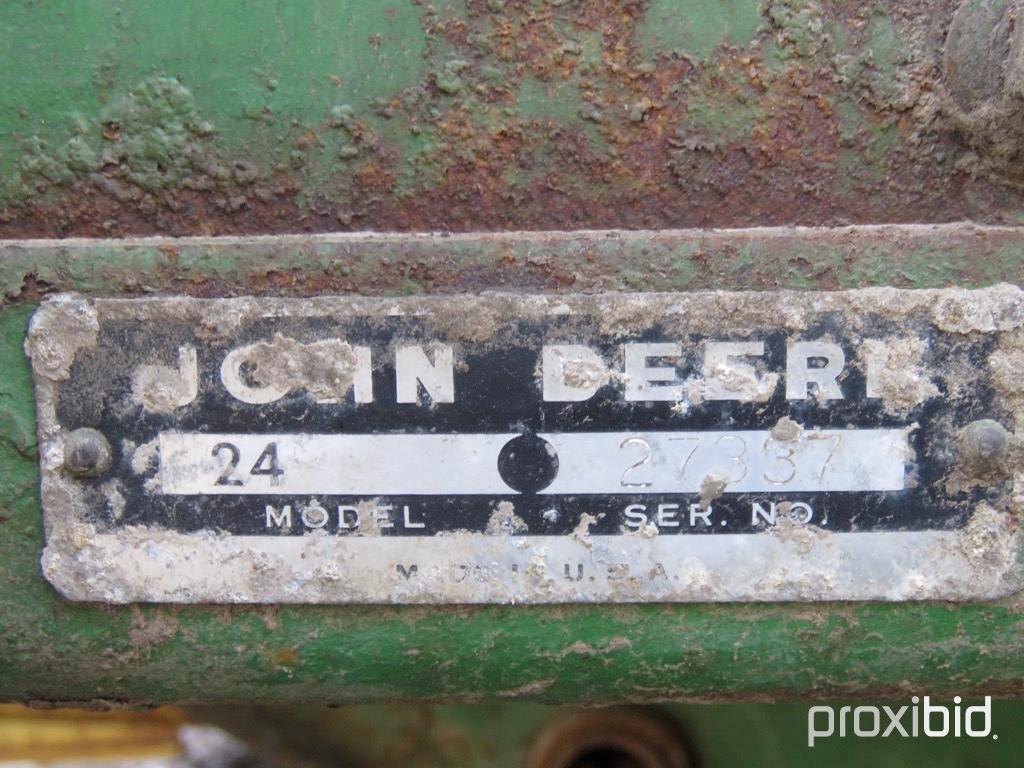 JOHN DEERE
24 27337
MODEL SER. NO.
MADE IN U.S.A.
proxibid.